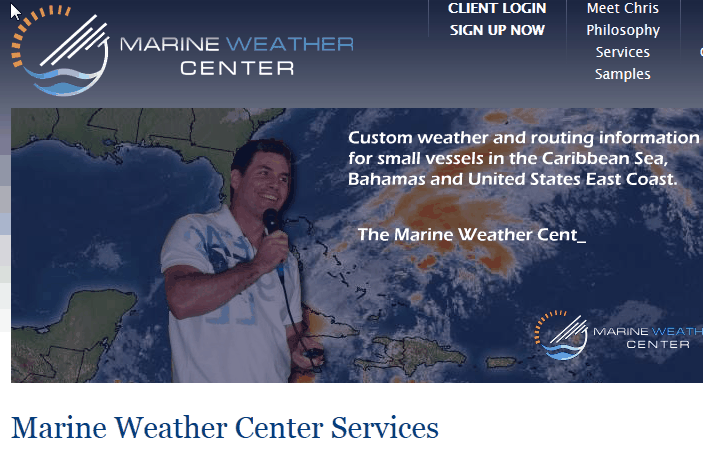 CLIENT LOGIN
SIGN UP NOW
Meet Chris
Philosophy
Services
Samples
MARINE WEATHER
CENTER
Custom weather and routing information
for small vessels in the Caribbean Sea,
Bahamas and United States East Coast.
The Marine Weather Cent_
MARINE WEATH
CENTER
Marine Weather Center Services